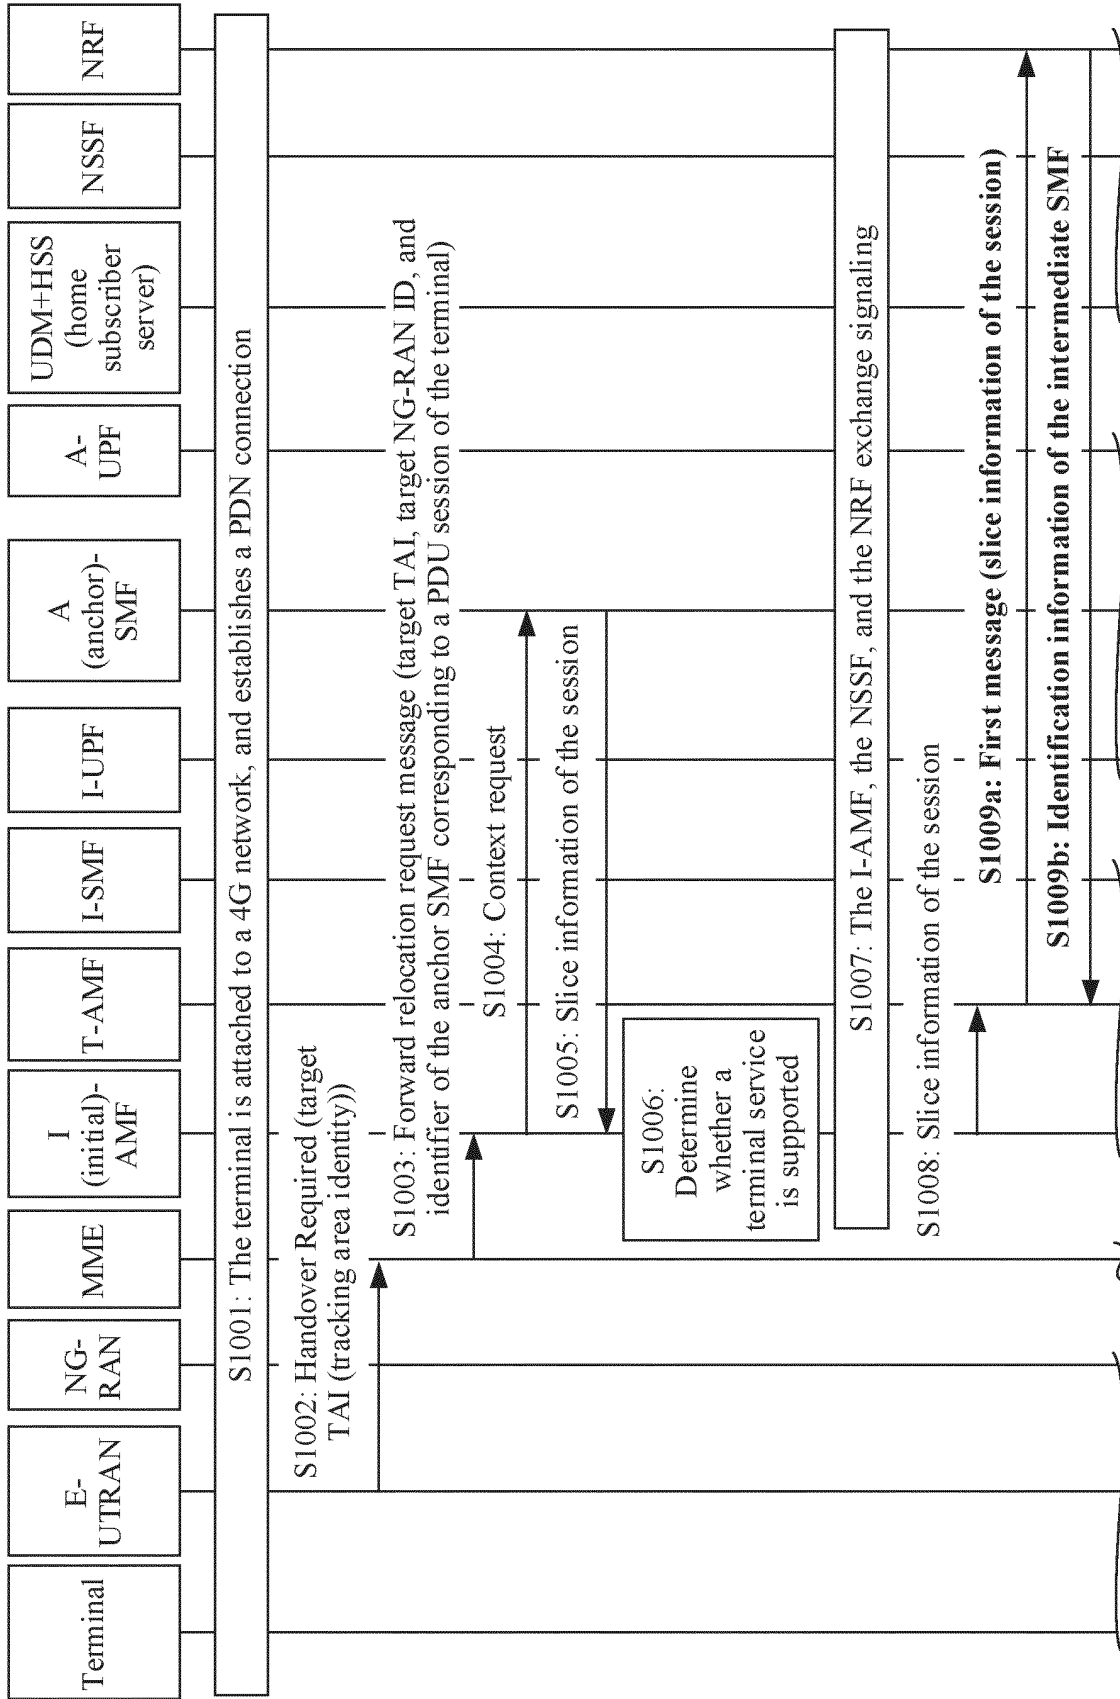 Terminal
E-
UTRAN
NG-
RAN
MME
I
(initial)-
AMF
T-AMF
I-SMF
I-UPF
A
(anchor)-
SMF
A-
UPF
UDM+HSS
(home
subscriber
server)
NSSF
NRF
S1001: The terminal is attached to a 4G network, and establishes a PDN connection
S1002: Handover Required (target
TAI (tracking area identity))
S1003: Forward relocation request message (target TAI, target NG-RAN ID, and
identifier of the anchor SMF corresponding to a PDU session of the terminal)
S1004: Context request
S1005: Slice information of the session
S1006:
Determine
whether a
terminal service
is supported
S1007: The I-AMF, the NSSF, and the NRF exchange signaling
S1008: Slice information of the session
S1009a: First message (slice information of the session)
S1009b: Identification information of the intermediate SMF